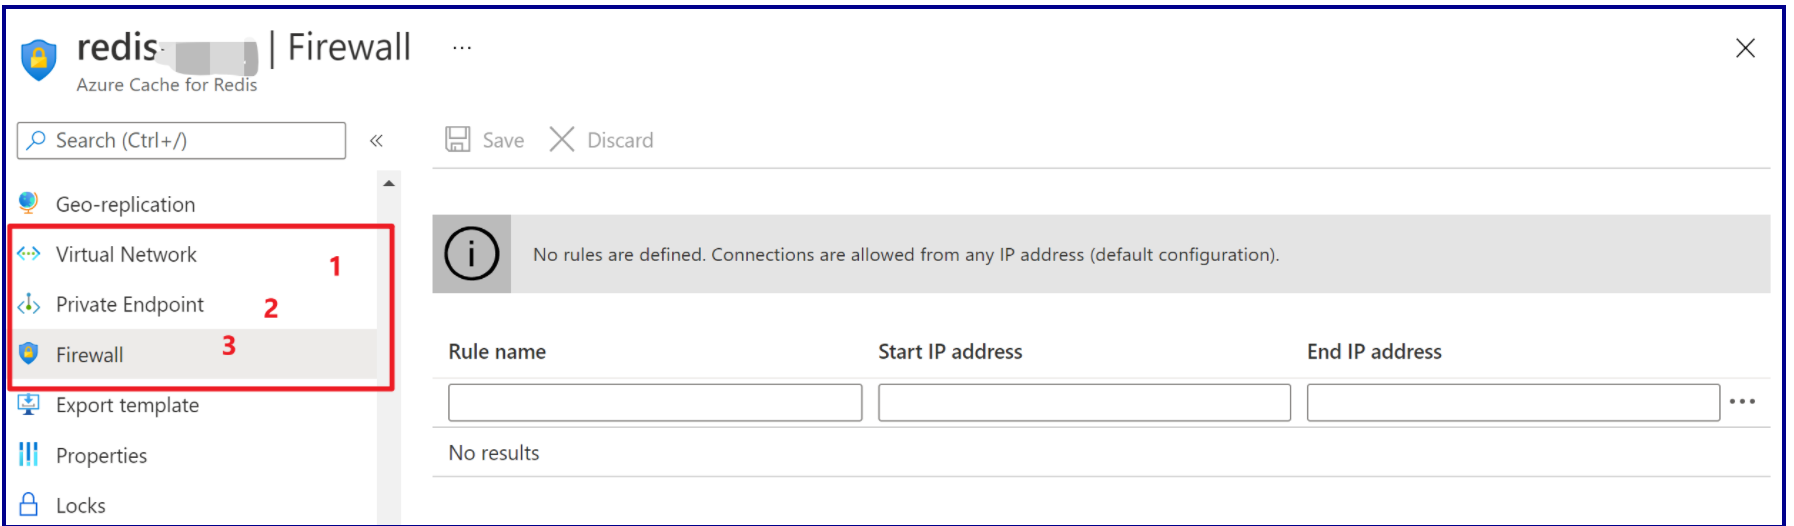 redis- | Firewall ...
Azure Cache for Redis
Search (Ctrl+/) «
Save Discard
Geo-replication
Virtual Network 1
Private Endpoint 2
Firewall 3
Export template
Properties
Locks
No rules are defined. Connections are allowed from any IP address (default configuration).
Rule name Start IP address End IP address
No results